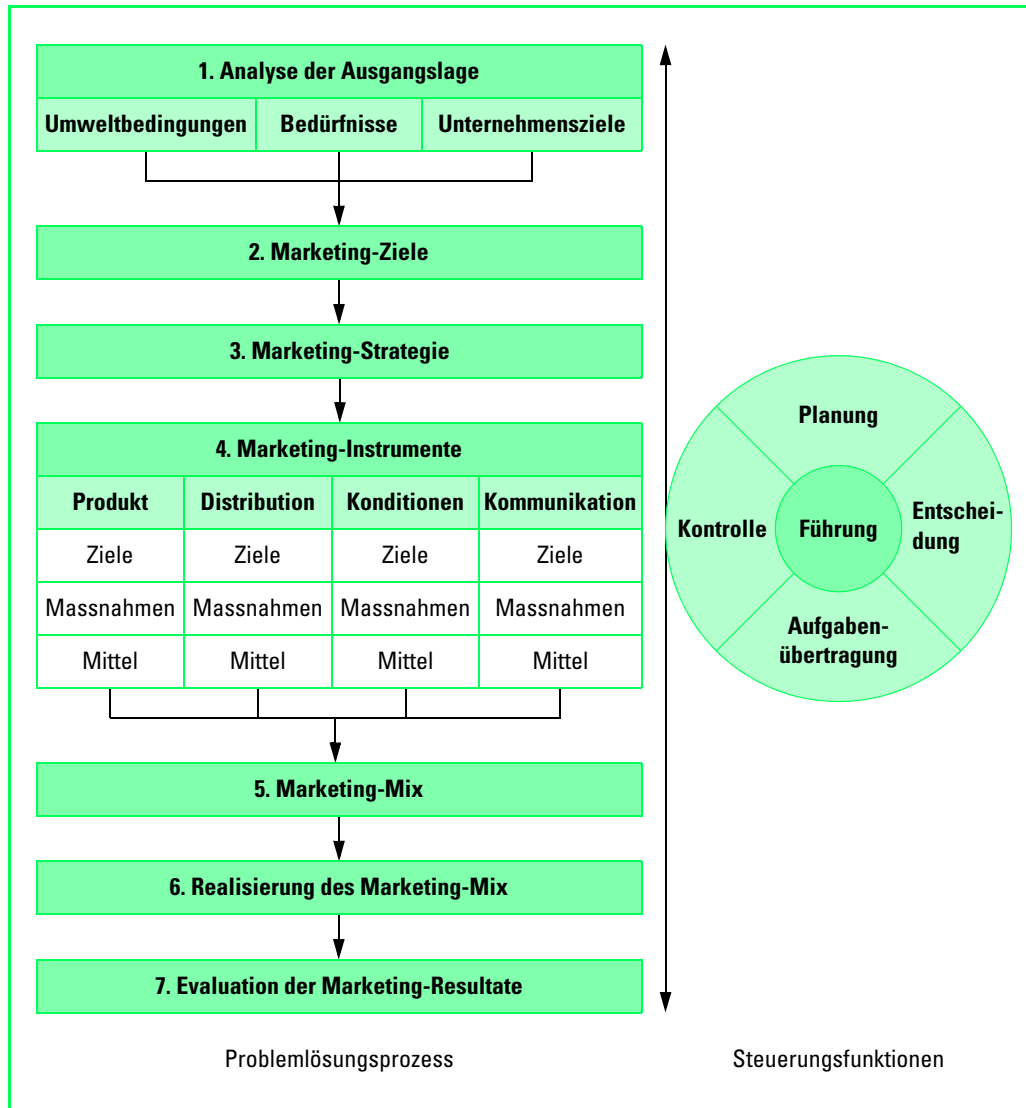 1. Analyse der Ausgangslage
Umweltbedingungen Bedürfnisse Unternehmensziele
2. Marketing-Ziele
3. Marketing-Strategie
4. Marketing-Instrumente
Produkt Distribution Konditionen Kommunikation
Ziele Ziele Ziele Ziele
Massnahmen Massnahmen Massnahmen Massnahmen
Mittel Mittel Mittel Mittel
5. Marketing-Mix
6. Realisierung des Marketing-Mix
7. Evaluation der Marketing-Resultate
Problemlösungsprozess
Planung
Kontrolle
Führung
Entschei-
dung
Aufgaben-
übertragung
Steuerungsfunktionen